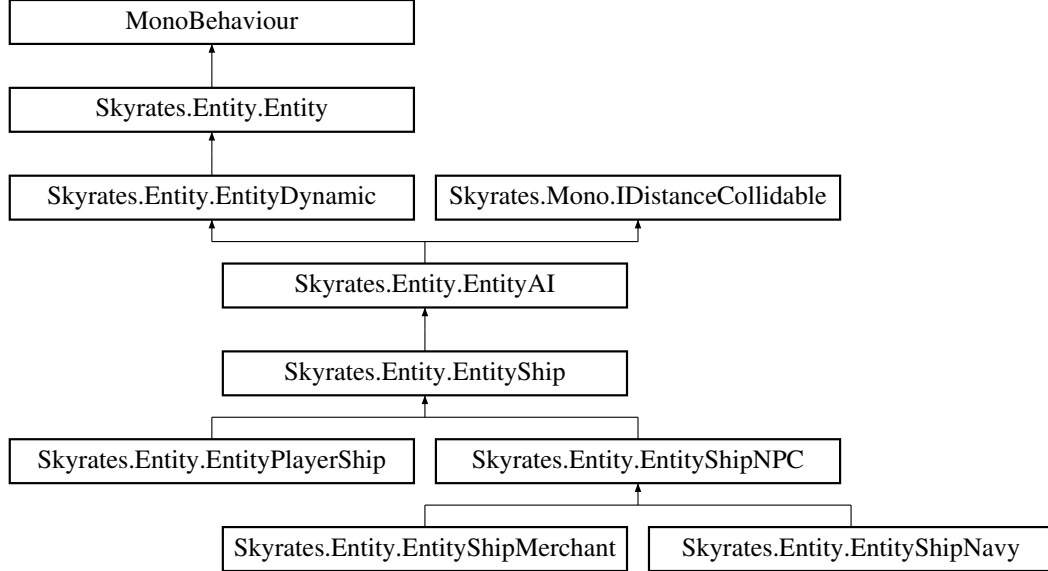 MonoBehaviour
Skyrates.Entity.Entity
Skyrates.Entity.EntityDynamic
Skyrates.Mono.IDistanceCollidable
Skyrates.Entity.EntityAI
Skyrates.Entity.EntityShip
Skyrates.Entity.EntityPlayerShip
Skyrates.Entity.EntityShipNPC
Skyrates.Entity.EntityShipMerchant
Skyrates.Entity.EntityShipNavy